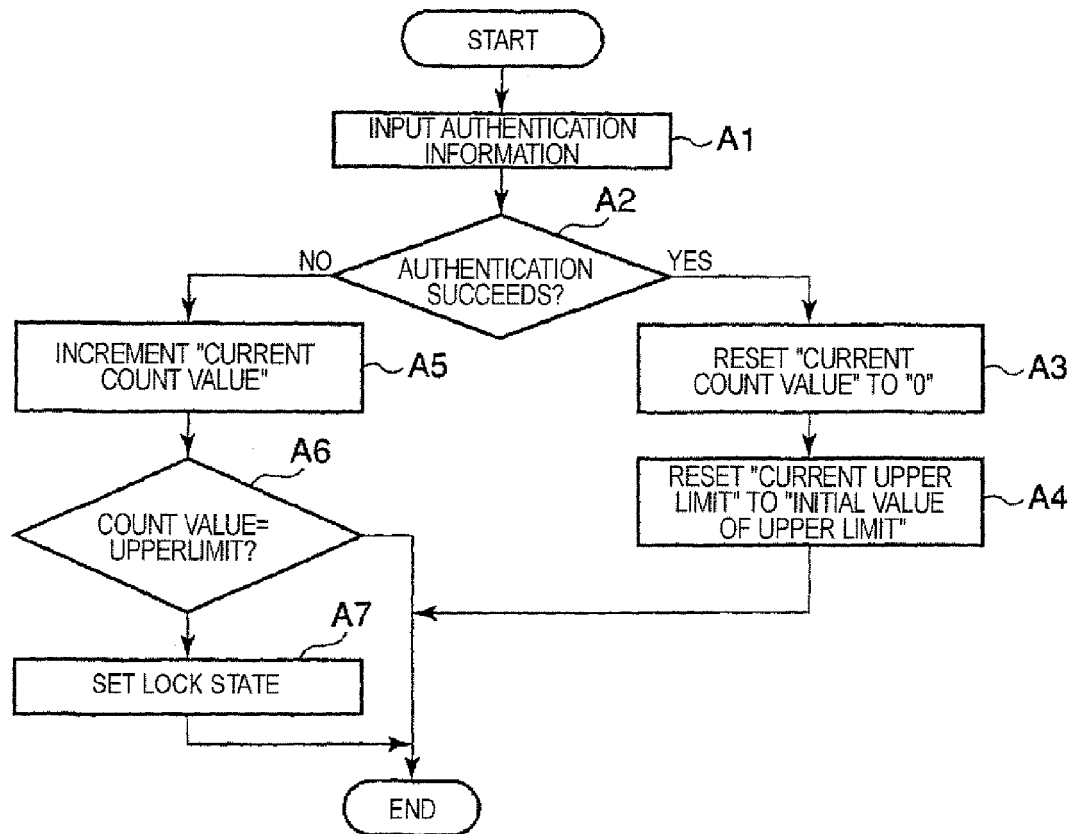 START
INPUT AUTHENTICATION
INFORMATION
A1
A2
AUTHENTICATION
SUCCEEDS?
NO
YES
INCREMENT "CURRENT
COUNT VALUE"
A5
RESET "CURRENT
COUNT VALUE" TO "0"
A3
A6
COUNT VALUE=
UPPERLIMIT?
RESET "CURRENT UPPER
LIMIT" TO "INITIAL VALUE
OF UPPER LIMIT"
A4
A7
SET LOCK STATE
END